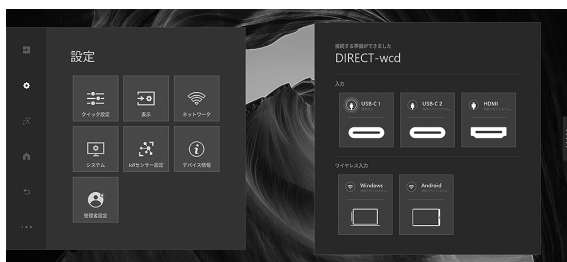 設定
クイック設定
表示
ネットワーク
システム
IoTセンサー設定
デバイス情報
管理者設定
接続する準備ができました
DIRECT-wcd
入力
USB-C 1
USB-C 2
HDMI
ワイヤレス入力
Windows
Android